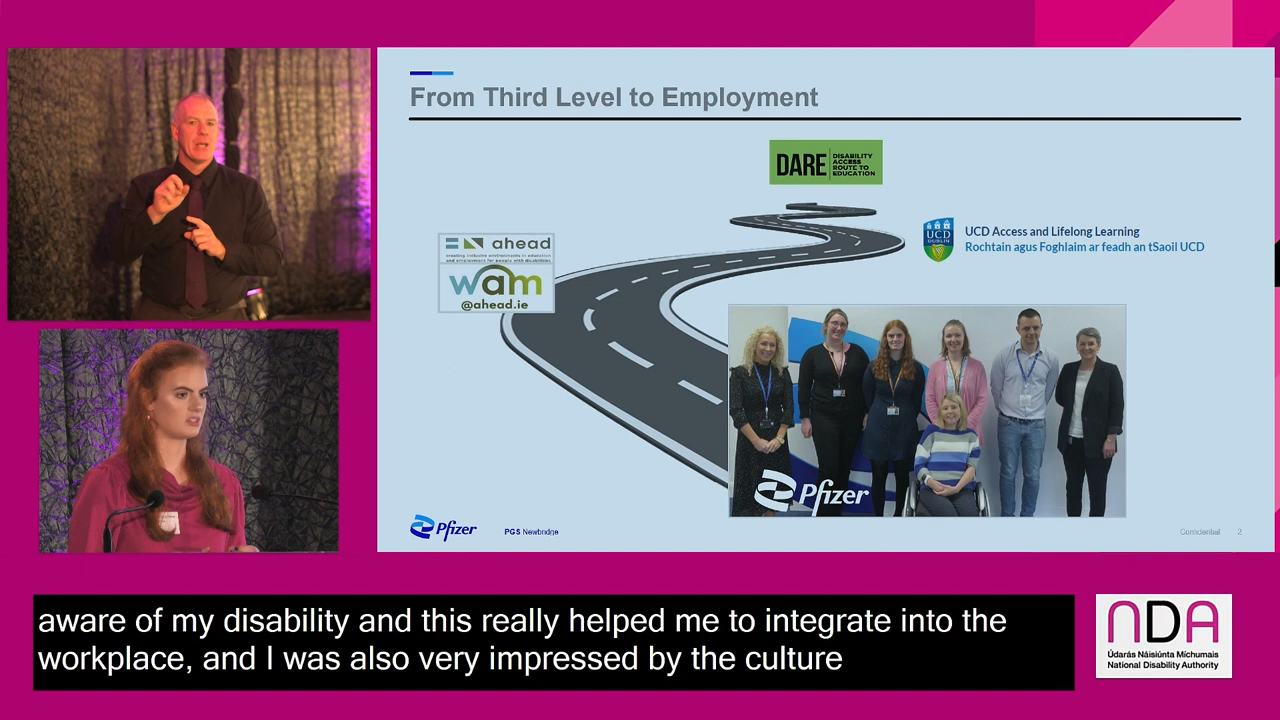 From Third Level to Employment
DARE
DISABILITY
ACCESS
ROUTE TO
EDUCATION
ahead
creating inclusive environments in education
and employment for people with disabilities
wam
@ahead.ie
UCD
DUBLIN
UCD Access and Lifelong Learning
Rochtain agus Foghlaim ar feadh an tSaoil UCD
Pfizer
Pfizer
PGS Newbridge
Confidential 2
aware of my disability and this really helped me to integrate into the
workplace, and I was also very impressed by the culture
NDA
Údarás Náisiúnta Míchumais
National Disability Authority